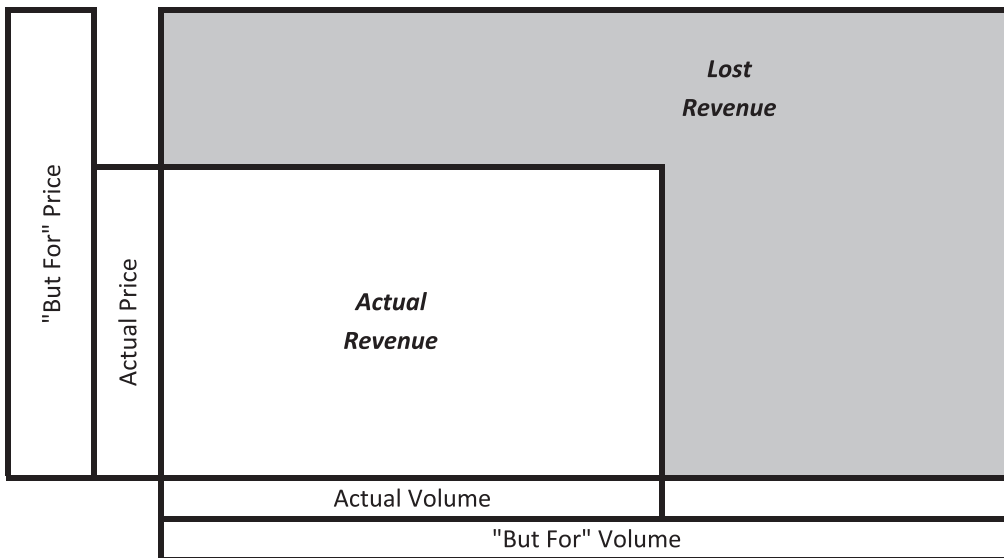 Lost
Revenue
"But For" Price
Actual Price
Actual
Revenue
Actual Volume
"But For" Volume